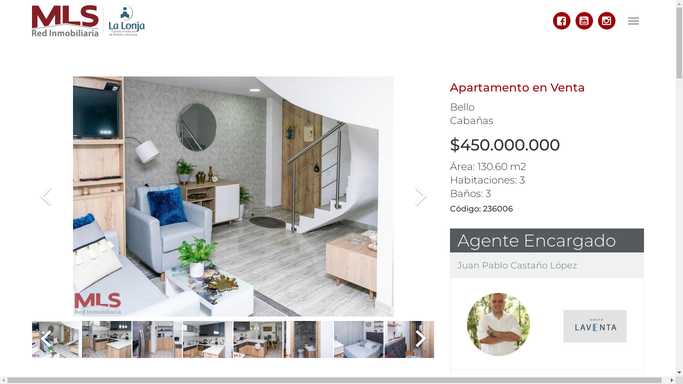 MLS
Red Inmobiliaria
La Lonja
Apartamento en Venta
Bello
Cabañas
$450.000.000
Área: 130.60 m2
Habitaciones: 3
Baños: 3
Código: 236006
Agente Encargado
Juan Pablo Castaño López
LAVENTA
MLS
Red Inmobiliaria